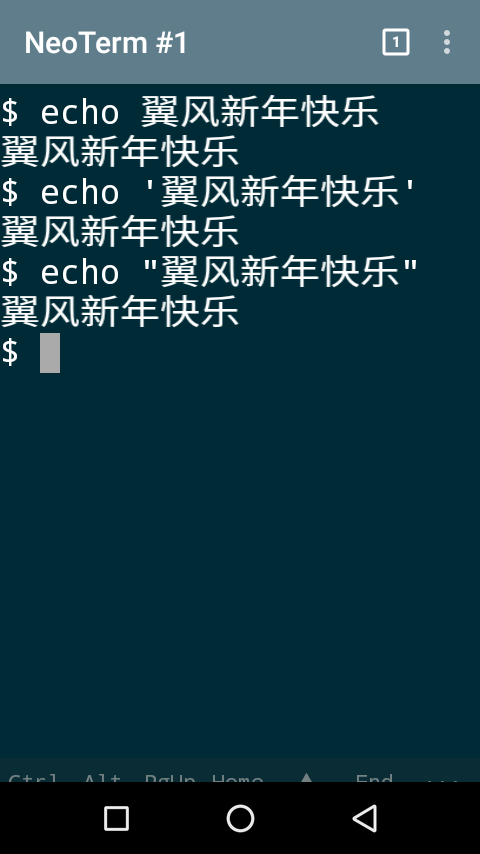 NeoTerm #1
1
$ echo 翼风新年快乐
翼风新年快乐
$ echo '翼风新年快乐'
翼风新年快乐
$ echo "翼风新年快乐"
翼风新年快乐
$
Ctrl Alt PgUp Home ▲ End ...